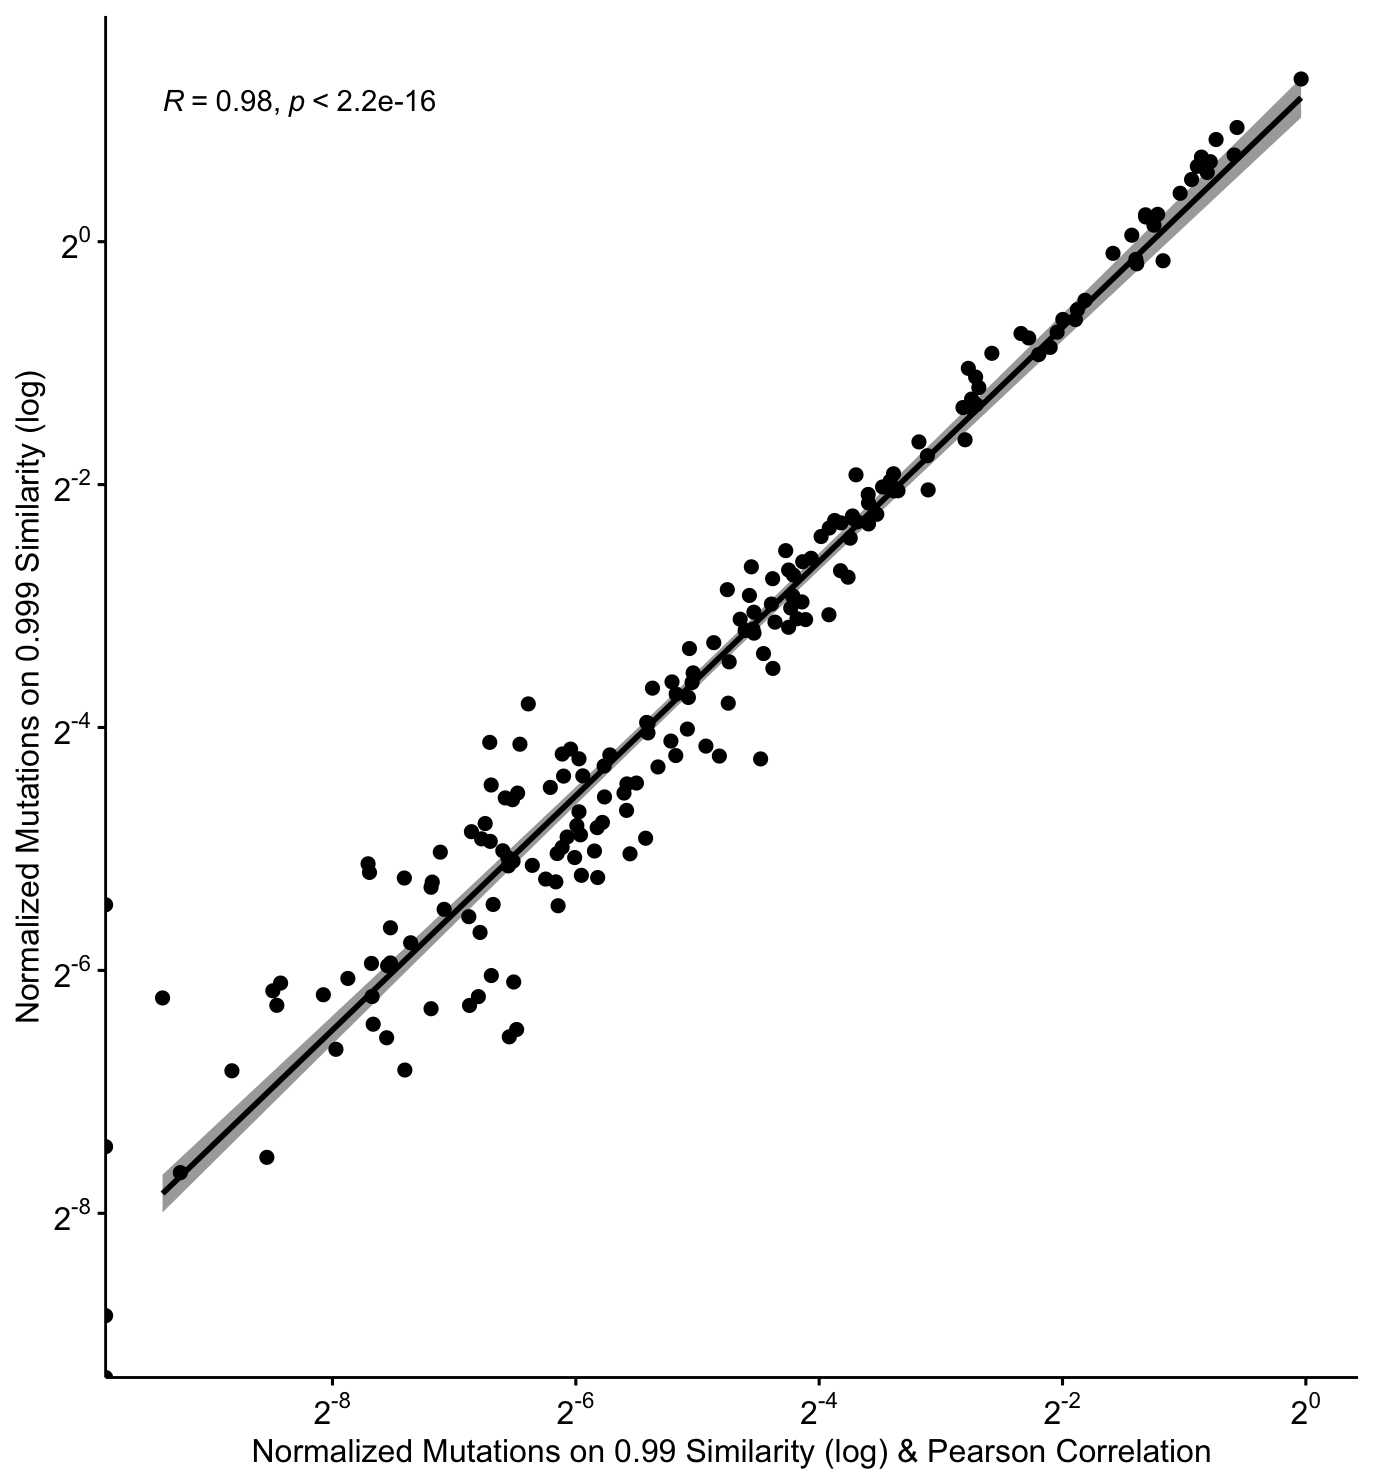 R = 0.98, p < 2.2e-16
2^0
2^-2
2^-4
2^-6
2^-8
Normalized Mutations on 0.999 Similarity (log)
2^-8 2^-6 2^-4 2^-2 2^0
Normalized Mutations on 0.99 Similarity (log) & Pearson Correlation